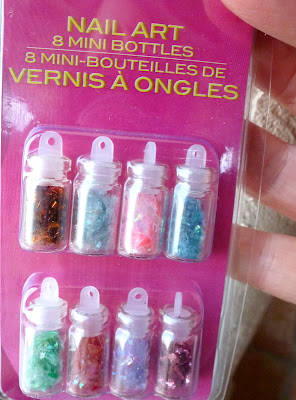 NAIL ART
8 MINI BOTTLES
8 MINI-BOUTEILLES DE
VERNIS À ONGLES